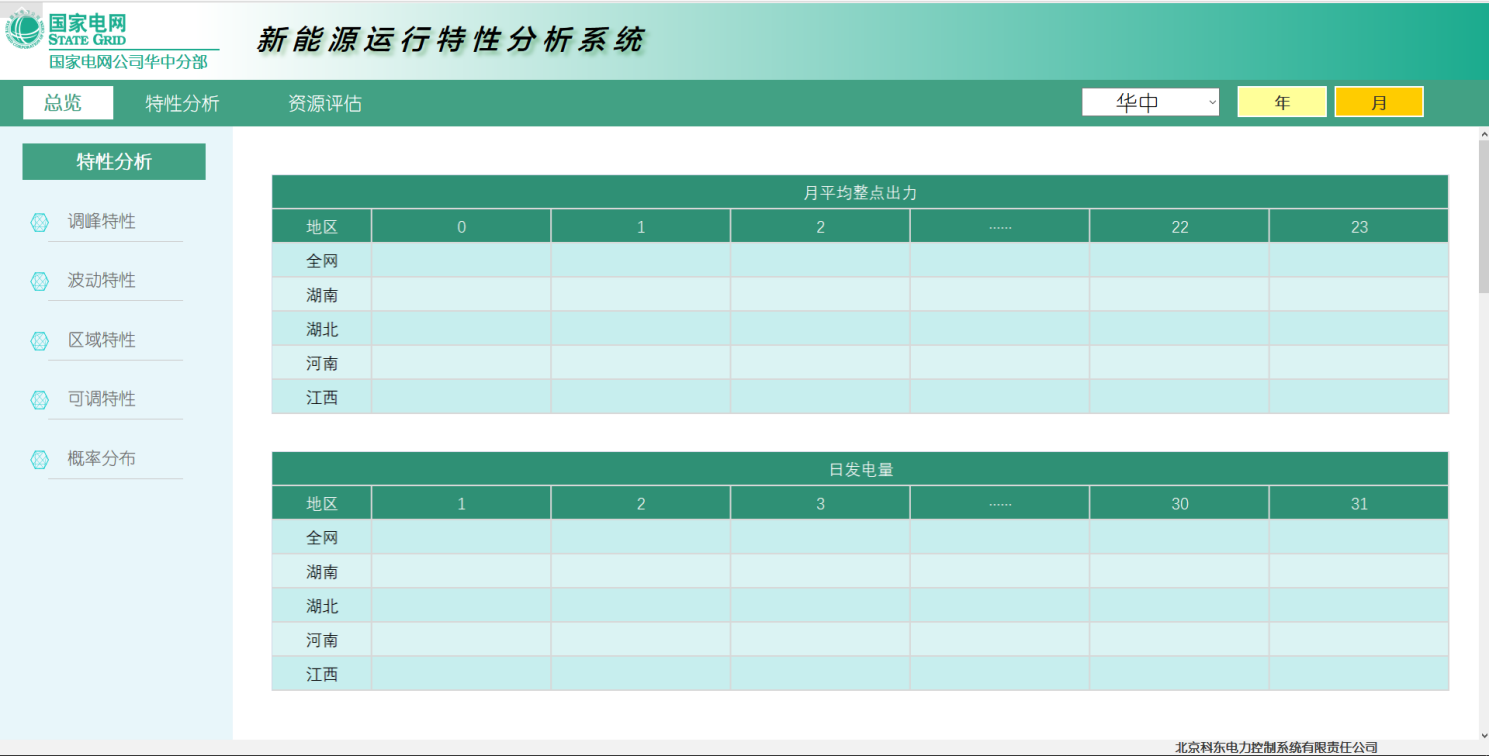 国家电网
STATE GRID
国家电网公司华中分部
新能源运行特性分析系统
总览 特性分析 资源评估 华中 年 月
特性分析
调峰特性
波动特性
区域特性
可调特性
概率分布
月平均整点出力
地区 0 1 2 ...... 22 23
全网
湖南
湖北
河南
江西
日发电量
地区 1 2 3 ...... 30 31
全网
湖南
湖北
河南
江西
北京科东电力控制系统有限责任公司